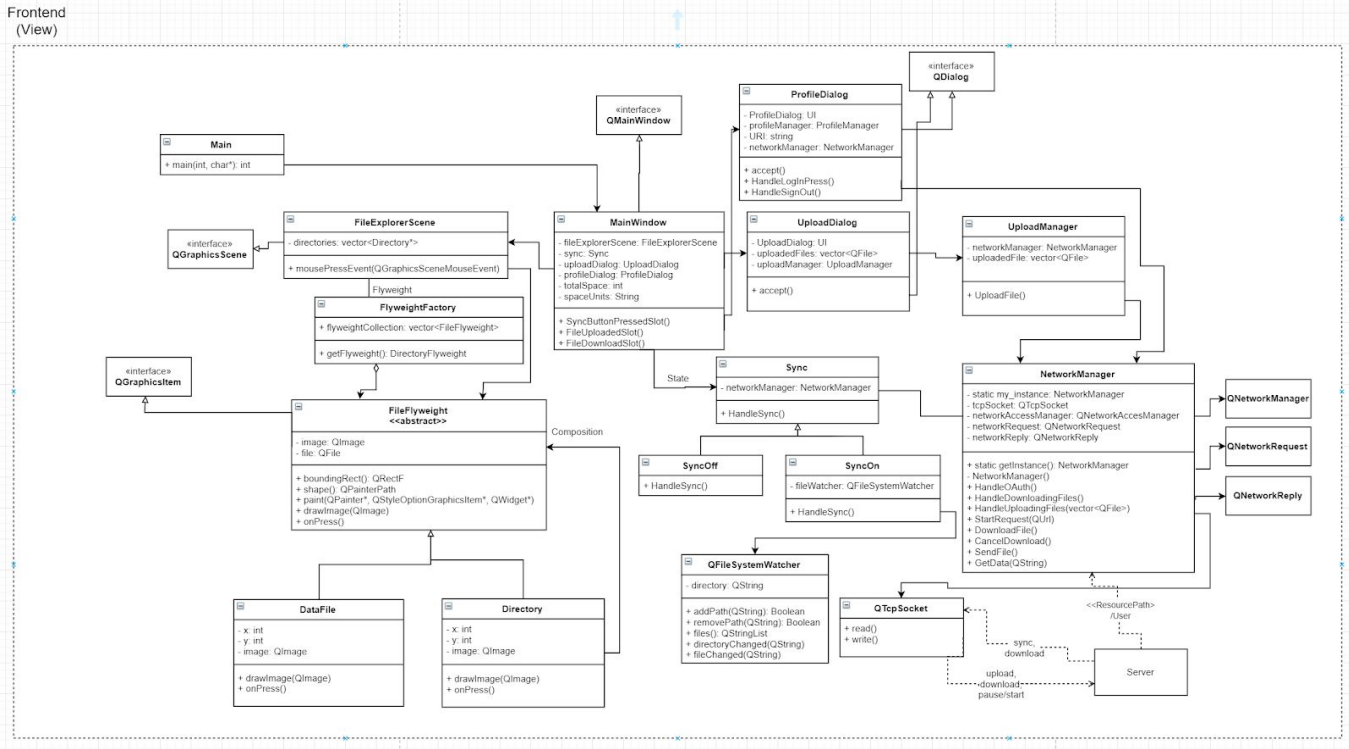 Frontend
(View)
«interface»
QDialog
ProfileDialog
- ProfileDialog: UI
- profileManager: ProfileManager
- URI: string
- networkManager: NetworkManager
+ accept()
+ HandleLogInPress()
+ HandleSignOut()
«interface»
QMainWindow
Main
+ main(int, char*): int
FileExplorerScene
- directories: vector<Directory*>
+ mousePressEvent(QGraphicsSceneMouseEvent)
«interface»
QGraphicsScene
MainWindow
- fileExplorerScene: FileExplorerScene
- sync: Sync
- uploadDialog: UploadDialog
- profileDialog: ProfileDialog
- totalSpace: int
- spaceUnits: String
+ SyncButtonPressedSlot()
+ FileUploadedSlot()
+ FileDownloadSlot()
UploadDialog
- UploadDialog: UI
- uploadedFiles: vector<QFile>
- uploadManager: UploadManager
+ accept()
UploadManager
- networkManager: NetworkManager
- uploadedFile: vector<QFile>
+ UploadFile()
Flyweight
FlyweightFactory
+ flyweightCollection: vector<FileFlyweight>
+ getFlyweight(): DirectoryFlyweight
«interface»
QGraphicsItem
State
Sync
- networkManager: NetworkManager
+ HandleSync()
NetworkManager
- static my_instance: NetworkManager
- tcpSocket: QTcpSocket
- networkAccessManager: QNetworkAccesManager
- networkRequest: QNetworkRequest
- networkReply: QNetworkReply
+ static getInstance(): NetworkManager
- NetworkManager()
+ HandleOAuth()
+ HandleDownloadingFiles()
+ HandleUploadingFiles(vector<QFile>)
+ StartRequest(QUrl)
+ DownloadFile()
+ CancelDownload()
+ SendFile()
+ GetData(QString)
QNetworkManager
QNetworkRequest
QNetworkReply
FileFlyweight
<<abstract>>
- image: QImage
- file: QFile
+ boundingRect(): QRectF
+ shape(): QPainterPath
+ paint(QPainter*, QStyleOptionGraphicsItem*, QWidget*)
+ drawImage(QImage)
+ onPress()
Composition
SyncOff
+ HandleSync()
SyncOn
- fileWatcher: QFileSystemWatcher
+ HandleSync()
QFileSystemWatcher
- directory: QString
+ addPath(QString): Boolean
+ removePath(QString): Boolean
+ files(): QStringList
+ directoryChanged(QString)
+ fileChanged(QString)
DataFile
- x: int
- y: int
- image: QImage
+ drawImage(QImage)
+ onPress()
Directory
- x: int
- y: int
- image: QImage
+ drawImage(QImage)
+ onPress()
QTcpSocket
+ read()
+ write()
<<ResourcePath>
/User
sync,
download
Server
upload,
download,
pause/start